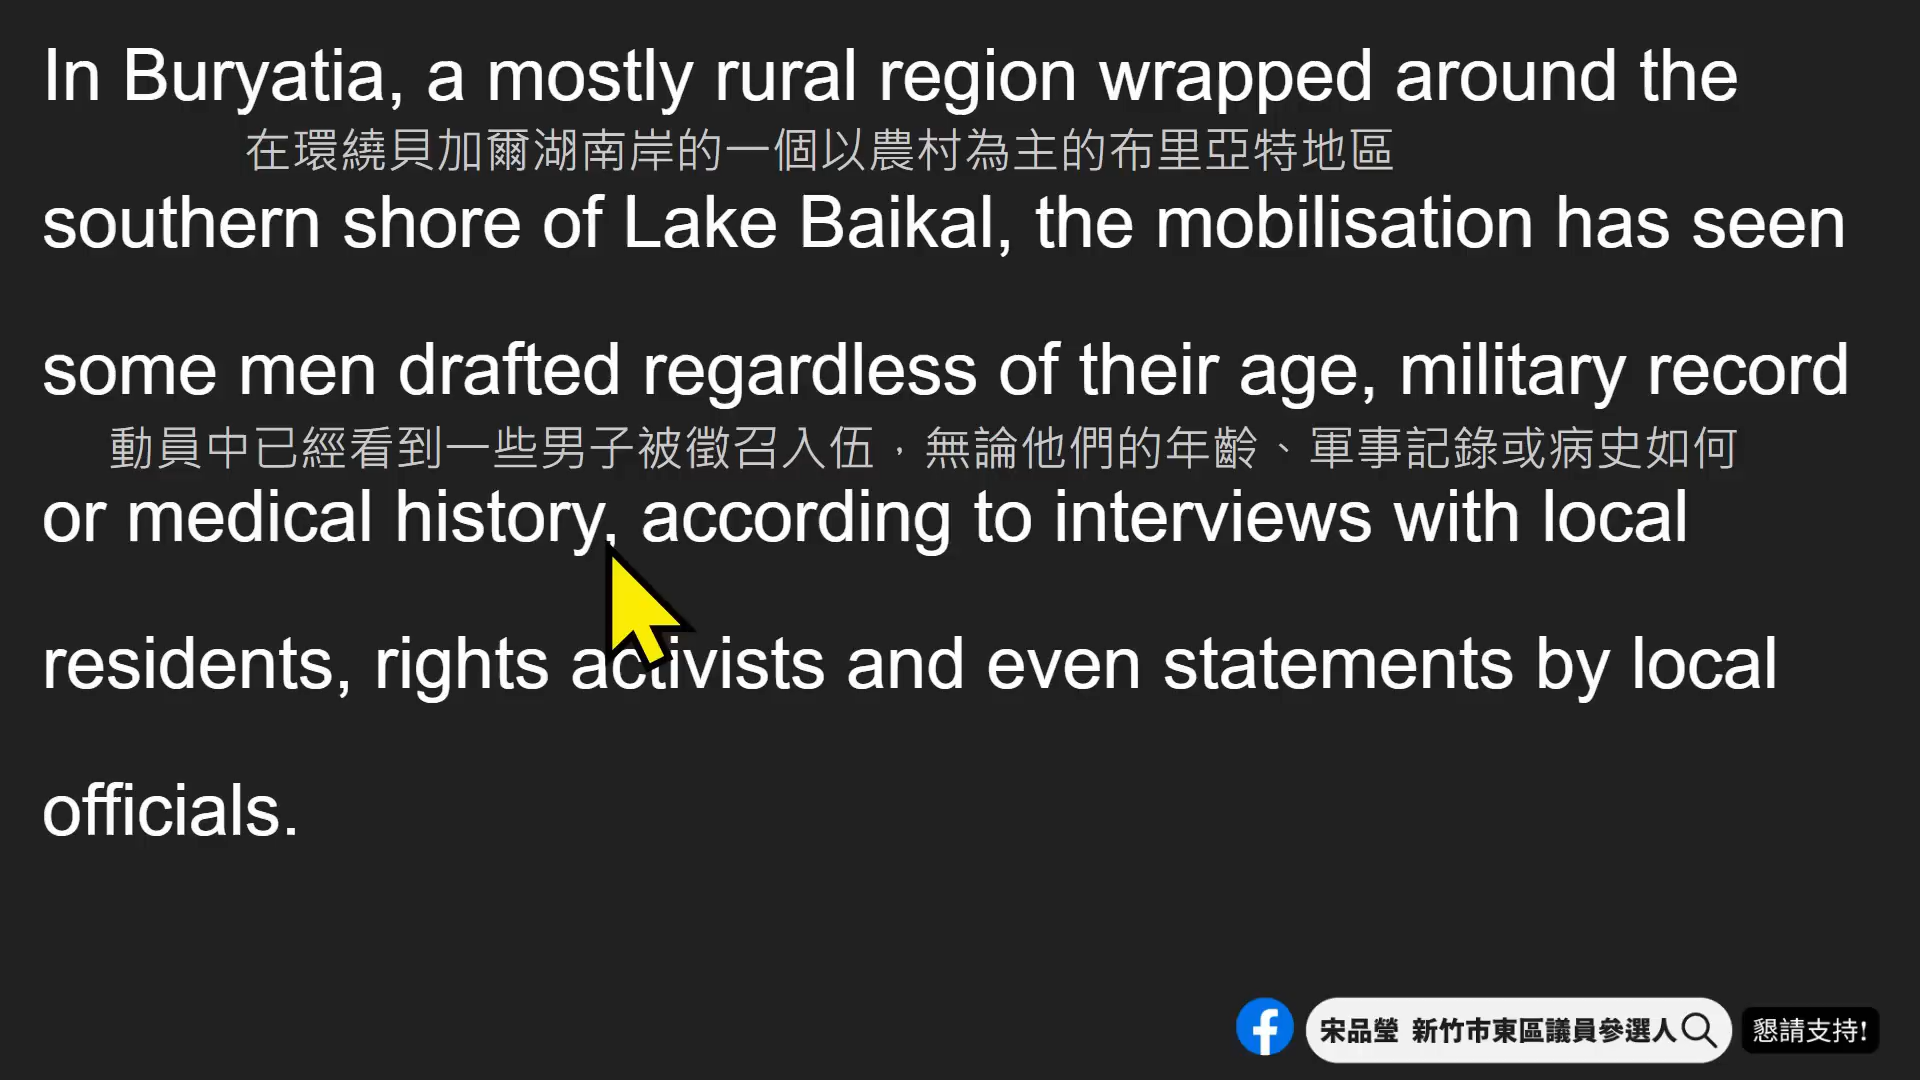 In Buryatia, a mostly rural region wrapped around the
在環繞貝加爾湖南岸的一個以農村為主的布里亞特地區
southern shore of Lake Baikal, the mobilisation has seen
some men drafted regardless of their age, military record
動員中已經看到一些男子被徵召入伍，無論他們的年齡、軍事記錄或病史如何
or medical history, according to interviews with local
residents, rights activists and even statements by local
officials.
宋品瑩 新竹市東區議員參選人
懇請支持!